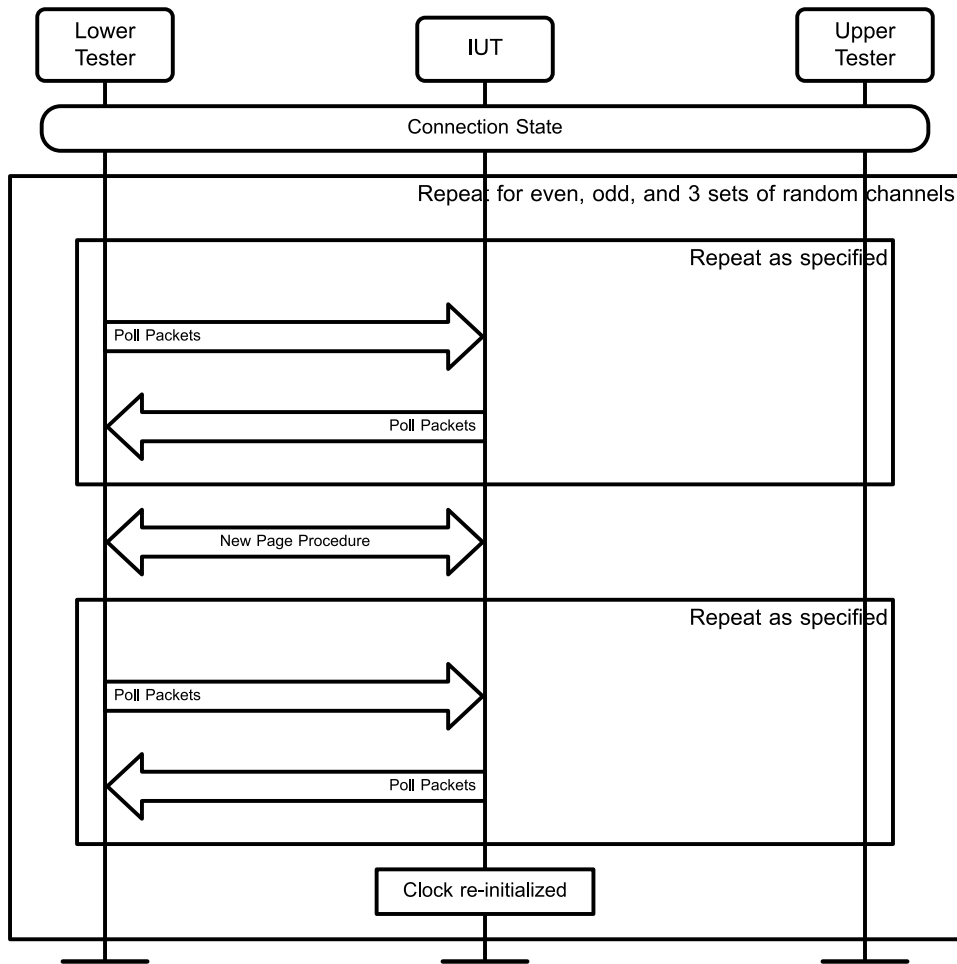 Lower
Tester
IUT
Upper
Tester
Connection State
Repeat for even, odd, and 3 sets of random channels
Repeat as specified
Poll Packets
Poll Packets
New Page Procedure
Repeat as specified
Poll Packets
Poll Packets
Clock re-initialized